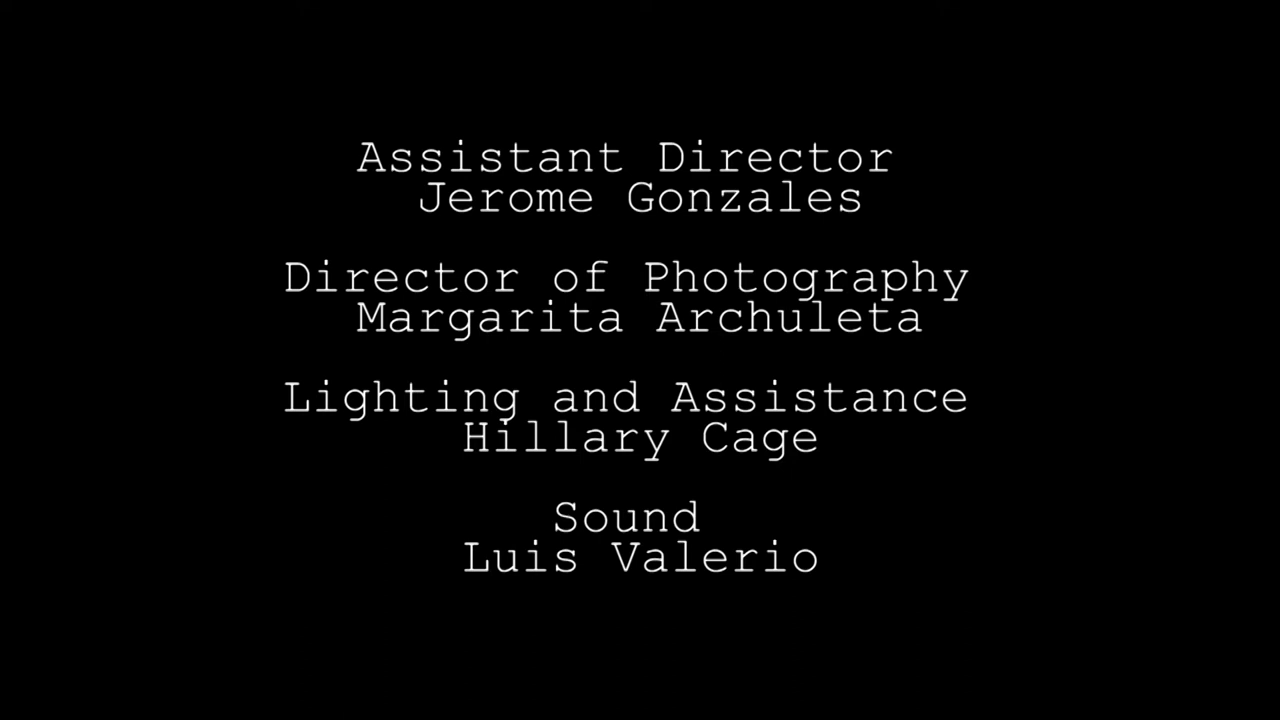 Assistant Director
Jerome Gonzales
Director of Photography
Margarita Archuleta
Lighting and Assistance
Hillary Cage
Sound
Luis Valerio